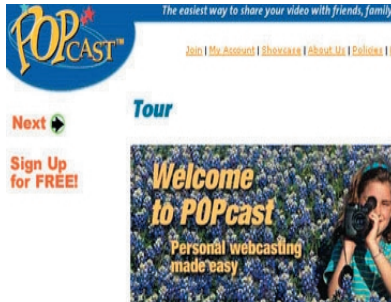 The easiest way to share your video with friends, family
POPCAST™
Join | My Account | Showcase | About Us | Policies |
Tour
Next
Sign Up
for FREE!
Welcome
to POPcast
Personal webcasting
made easy